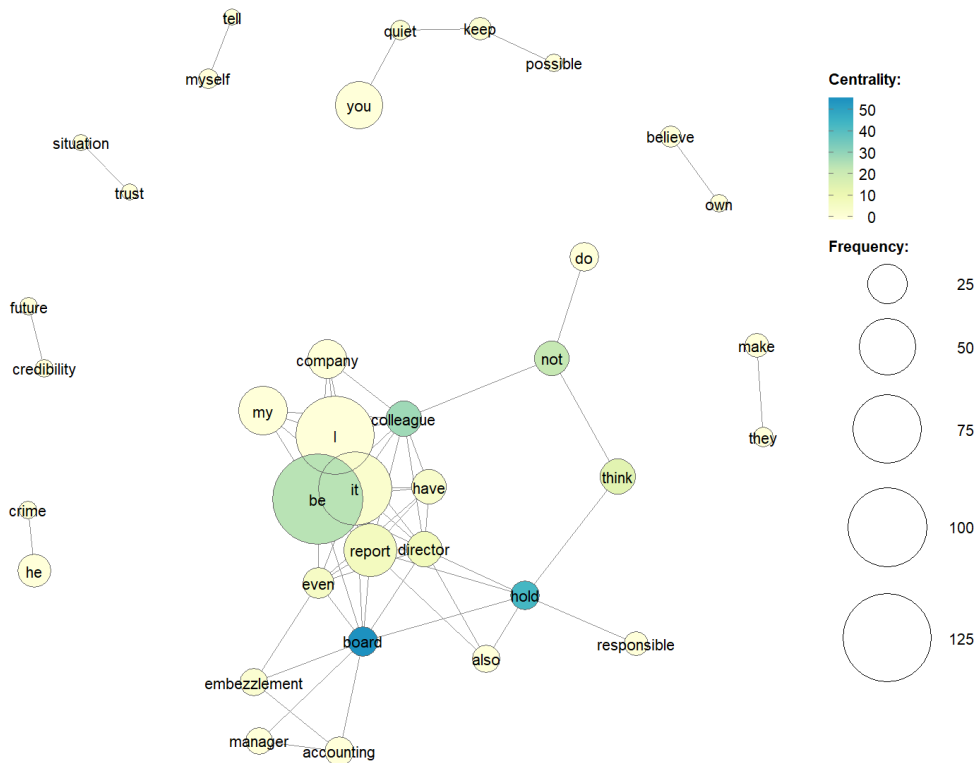 tell
quiet
keep
possible
myself
you
situation
trust
believe
own
do
future
credibility
company
not
make
they
my
colleague
I
it
be
have
think
crime
he
report
director
even
hold
board
also
responsible
embezzlement
manager
accounting
Centrality:
50
40
30
20
10
0
Frequency:
25
50
75
100
125